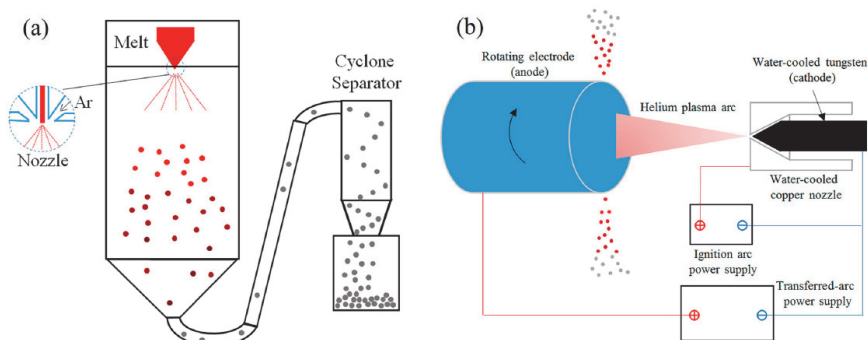 (a)
Melt
Ar
Nozzle
Cyclone
Separator
(b)
Rotating electrode
(anode)
Helium plasma arc
Water-cooled tungsten
(cathode)
Water-cooled
copper nozzle
Ignition arc
power supply
Transferred-arc
power supply